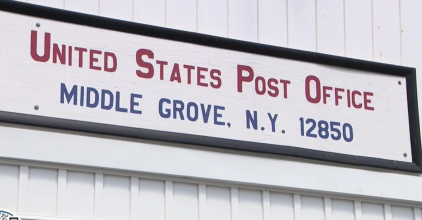 UNITED STATES POST OFFICE
MIDDLE GROVE, N.Y. 12850